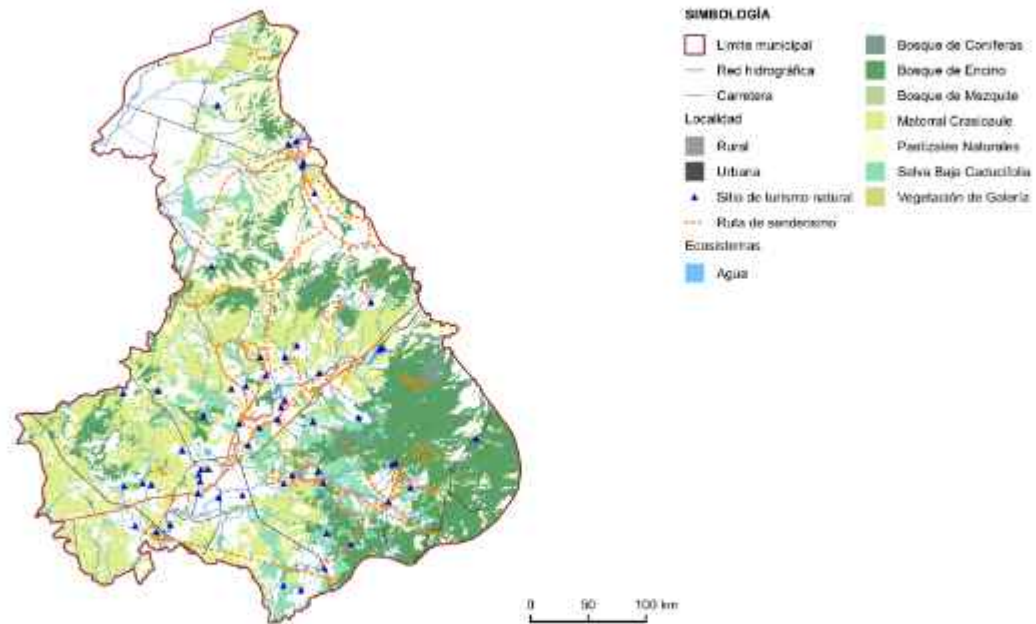 SIMBOLOGÍA
Límite municipal
Red hidrográfica
Carretera
Localidad
Rural
Urbana
Sitio de turismo natural
Ruta de senderismo
Ecosistemas
Agua
Bosque de Coníferas
Bosque de Encino
Bosque de Mezquite
Matorral Crasicaule
Pastizales Naturales
Selva Baja Caducifolia
Vegetación de Galería
0 50 100 km